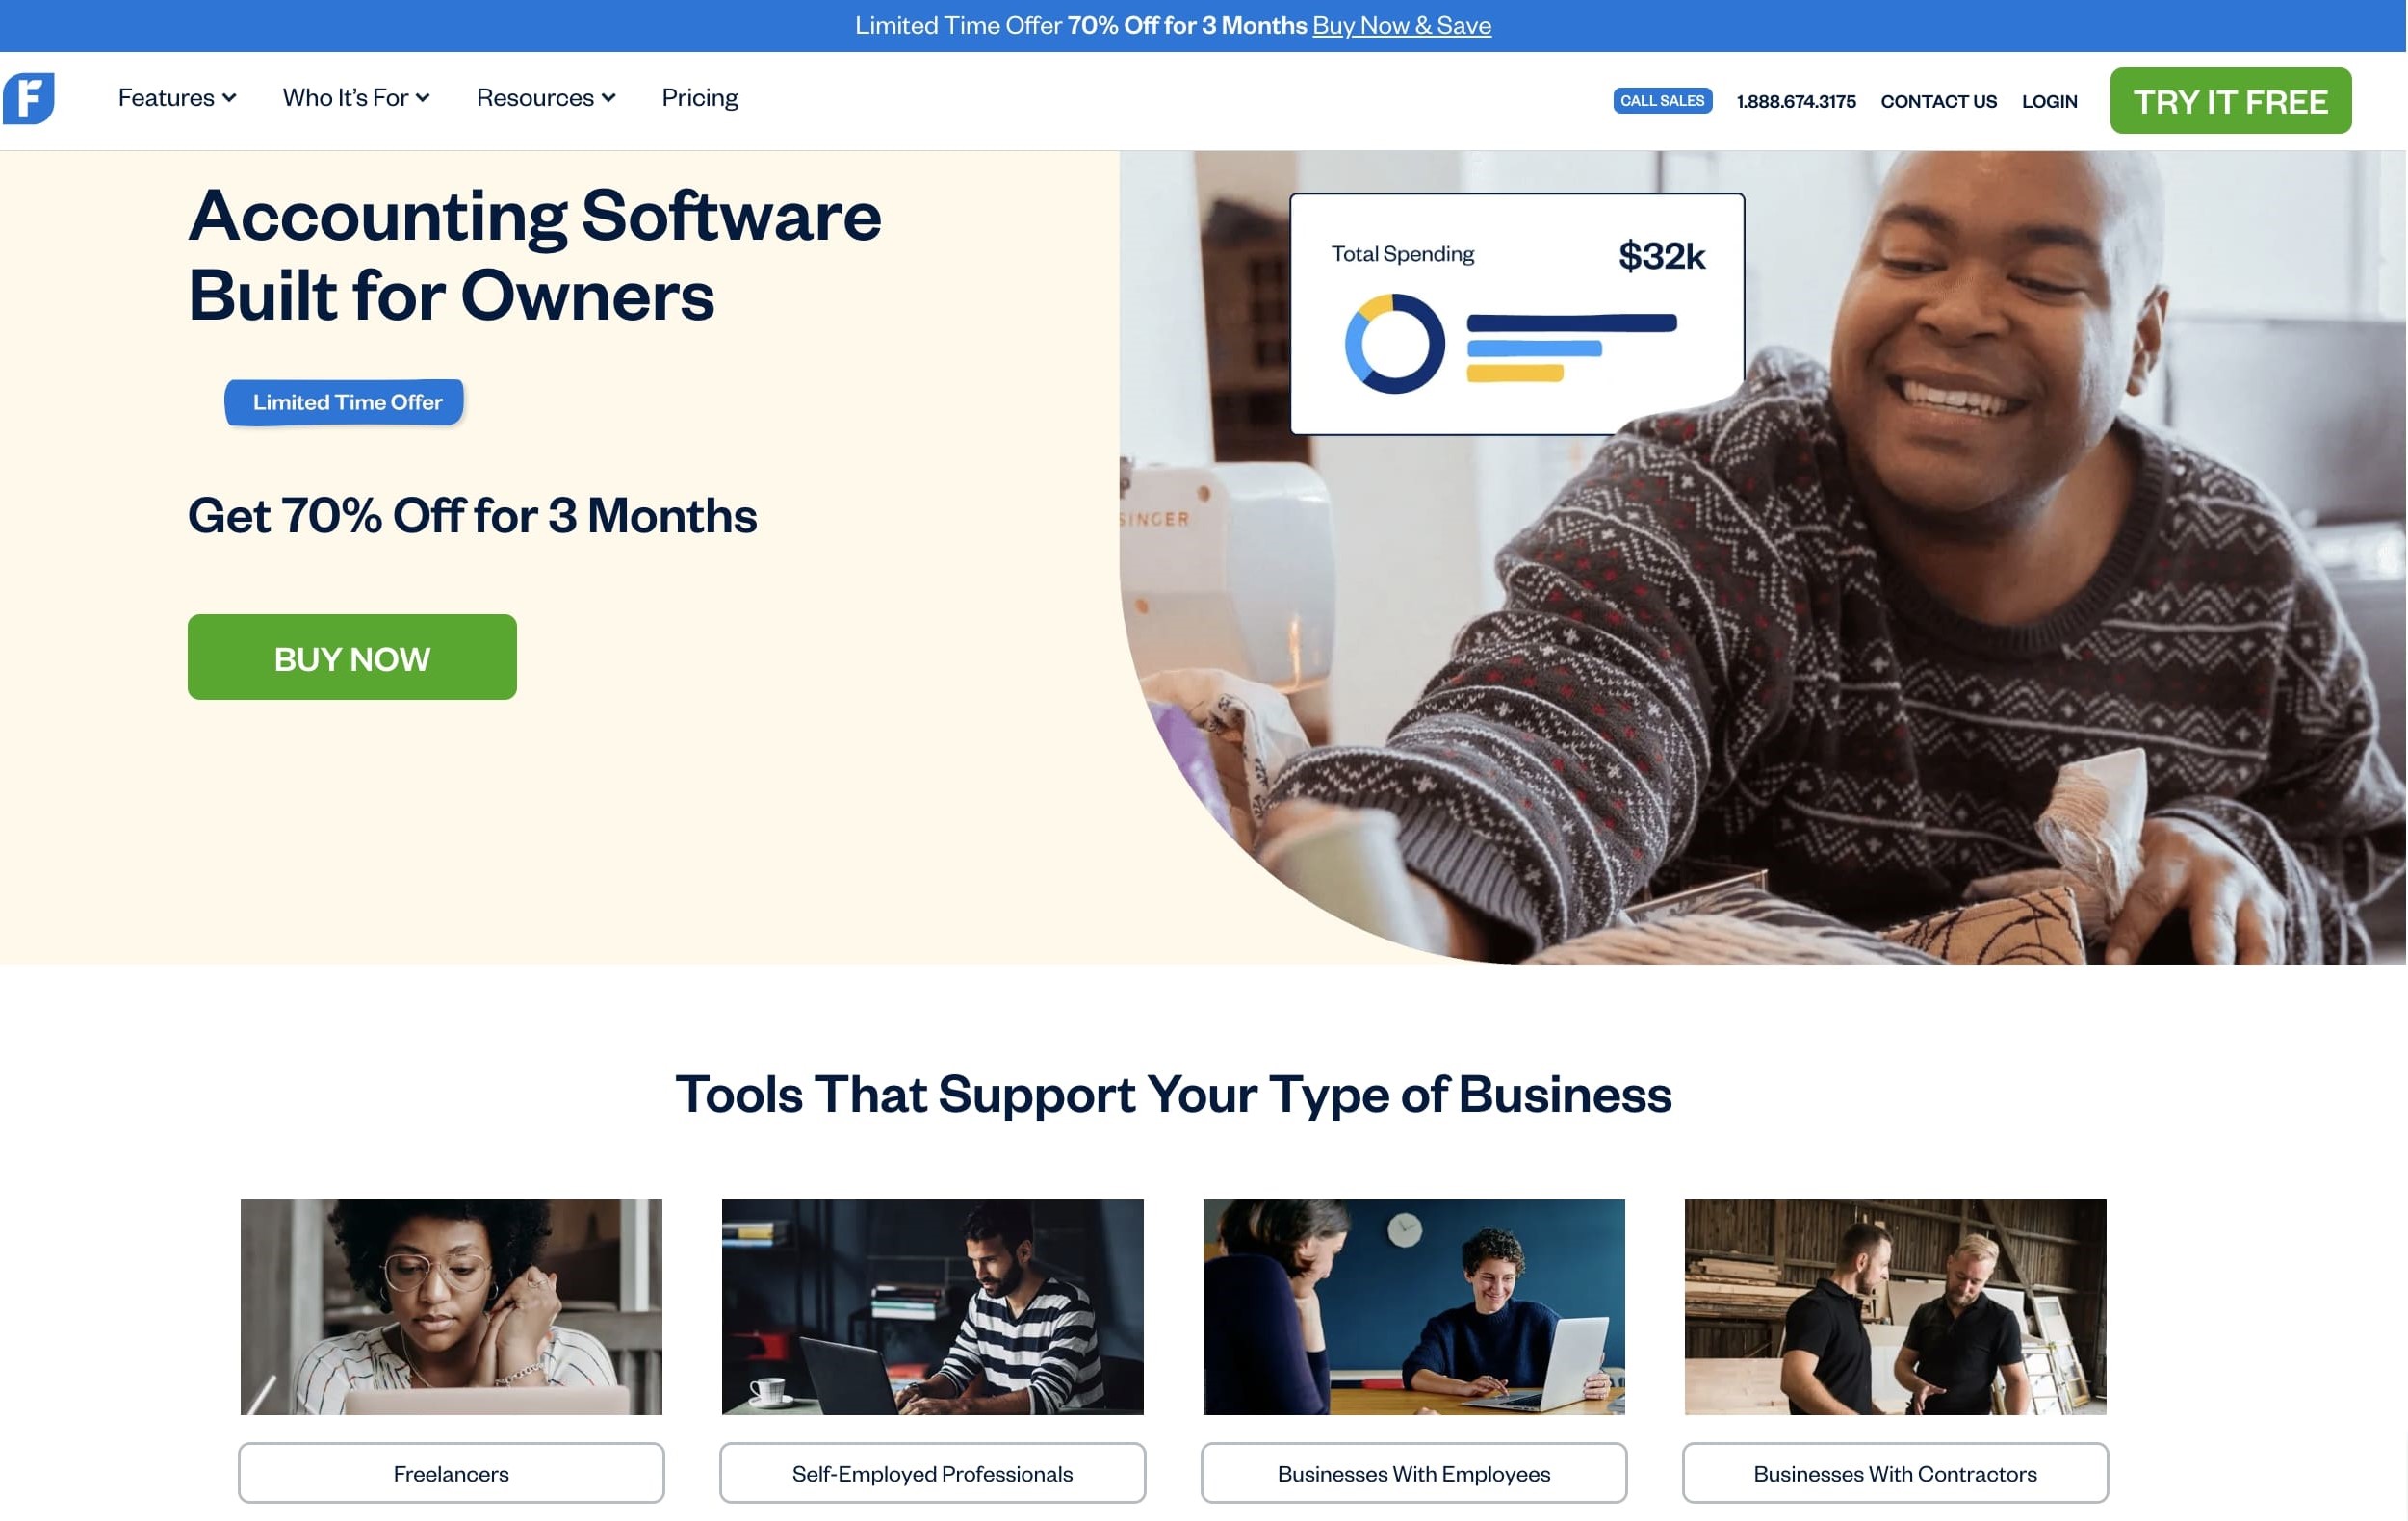 Limited Time Offer 70% Off for 3 Months Buy Now & Save
F
Features
Who It's For
Resources
Pricing
CALL SALES
1.888.674.3175
CONTACT US
LOGIN
TRY IT FREE
Accounting Software
Built for Owners
Limited Time Offer
Get 70% Off for 3 Months
BUY NOW
Total Spending
$32k
SINGER
Tools That Support Your Type of Business
Freelancers
Self-Employed Professionals
Businesses With Employees
Businesses With Contractors